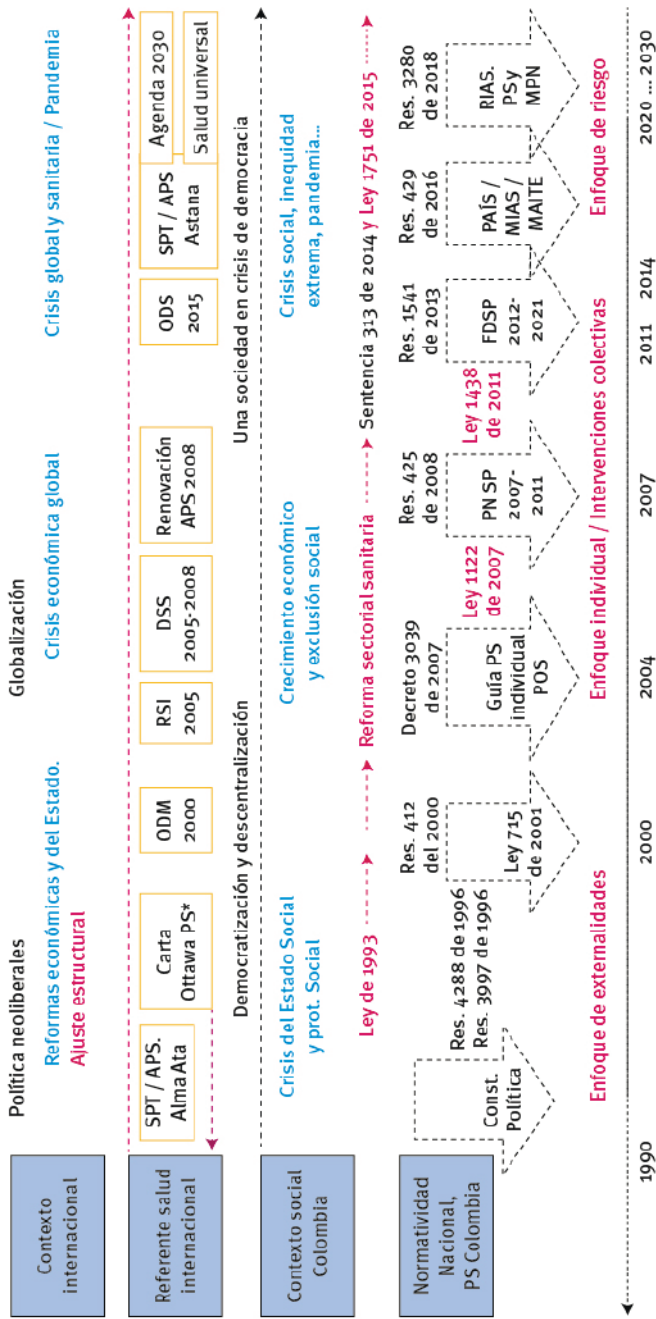 Contexto
internacional
Política neoliberales
Reformas económicas y del Estado.
Ajuste estructural
Globalización
Crisis económica global
Crisis global y sanitaria / Pandemia
Referente salud
internacional
SPT / APS.
Alma Ata
Carta
Ottawa PS*
ODM
2000
RSI
2005
DSS
2005-2008
Renovación
APS 2008
ODS
2015
SPT / APS
Astana
Agenda 2030
Salud universal
Democratización y descentralización
Una sociedad en crisis de democracia
Contexto social
Colombia
Crisis del Estado Social
y prot. Social
Crecimiento económico
y exclusión social
Crisis social, inequidad
extrema, pandemia...
Ley de 1993
Reforma sectorial sanitaria
Sentencia 313 de 2014 y Ley 1751 de 2015
Normatividad
Nacional,
PS Colombia
Const.
Política
Res. 4288 de 1996
Res. 3997 de 1996
Res. 412
del 2000
Ley 715
de 2001
Decreto 3039
de 2007
Guía PS
individual
POS
Ley 1122
de 2007
Res. 425
de 2008
PN SP
2007-
2011
Ley 1438
de 2011
Res. 1541
de 2013
FDSP
2012-
2021
Res. 429
de 2016
PAÍS /
MIAS /
MAITE
Res. 3280
de 2018
RIAS.
PSy
MPN
Enfoque de externalidades
Enfoque individual / Intervenciones colectivas
Enfoque de riesgo
1990
2000
2004
2007
2011
2014
2020 ... 2030